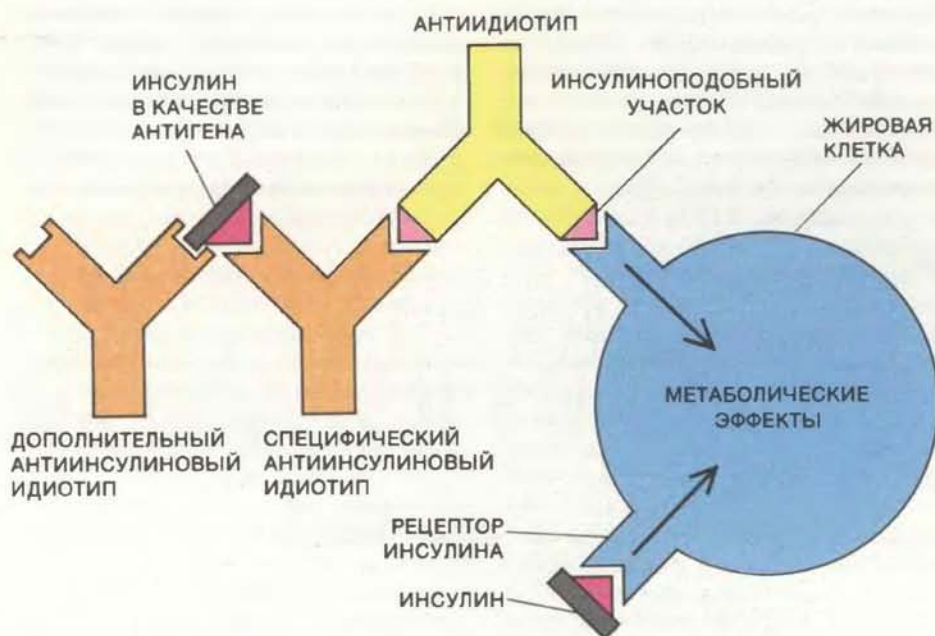 АНТИИДИОТИП
ИНСУЛИН
В КАЧЕСТВЕ
АНТИГЕНА
ИНСУЛИНОПОДОБНЫЙ
УЧАСТОК
ЖИРОВАЯ
КЛЕТКА
МЕТАБОЛИЧЕСКИЕ
ЭФФЕКТЫ
ДОПОЛНИТЕЛЬНЫЙ
АНТИИНСУЛИНОВЫЙ
ИДИОТИП
СПЕЦИФИЧЕСКИЙ
АНТИИНСУЛИНОВЫЙ
ИДИОТИП
РЕЦЕПТОР
ИНСУЛИНА
ИНСУЛИН